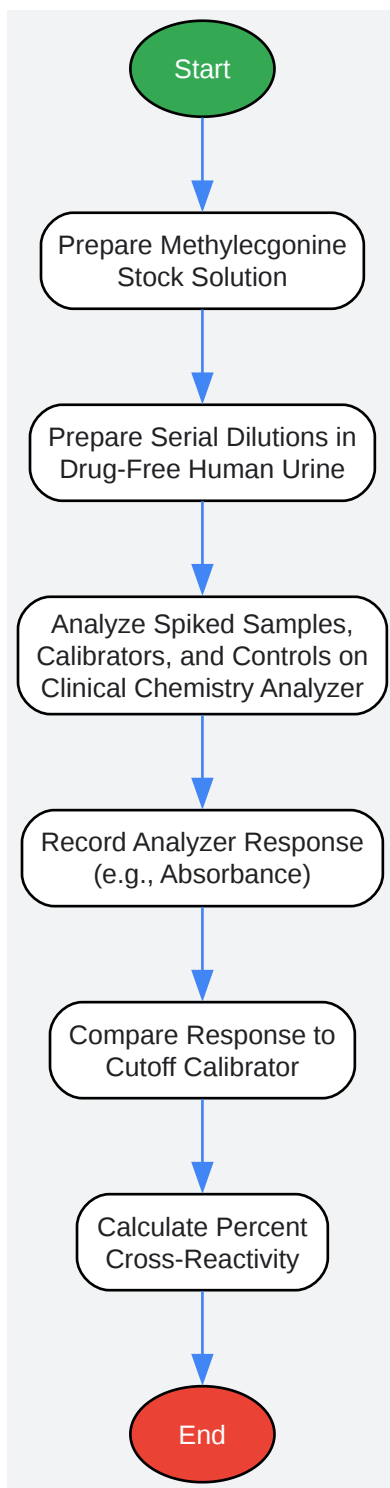 Start
Prepare Methylecgonine
Stock Solution
Prepare Serial Dilutions in
Drug-Free Human Urine
Analyze Spiked Samples,
Calibrators, and Controls on
Clinical Chemistry Analyzer
Record Analyzer Response
(e.g., Absorbance)
Compare Response to
Cutoff Calibrator
Calculate Percent
Cross-Reactivity
End